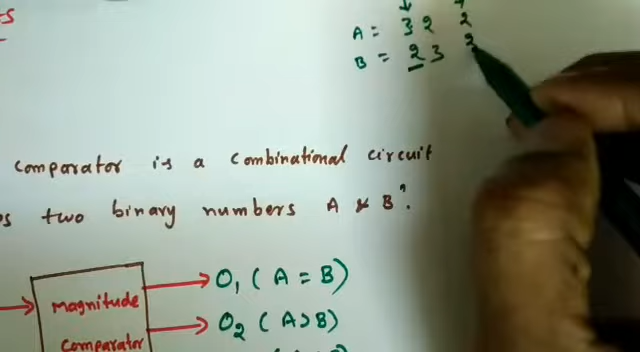 A = 3 2 2
B = 2 3 2
comparator is a combinational circuit
two binary numbers A & B.
O1 (A = B)
Magnitude
O2 (A>B)
Comparator